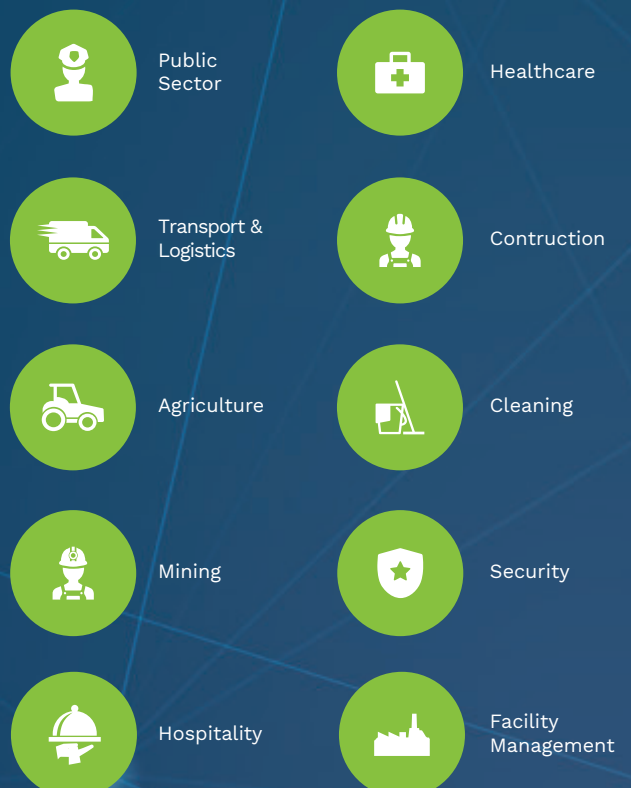 Public
Sector
Healthcare
Transport &
Logistics
Contruction
Agriculture
Cleaning
Mining
Security
Hospitality
Facility
Management